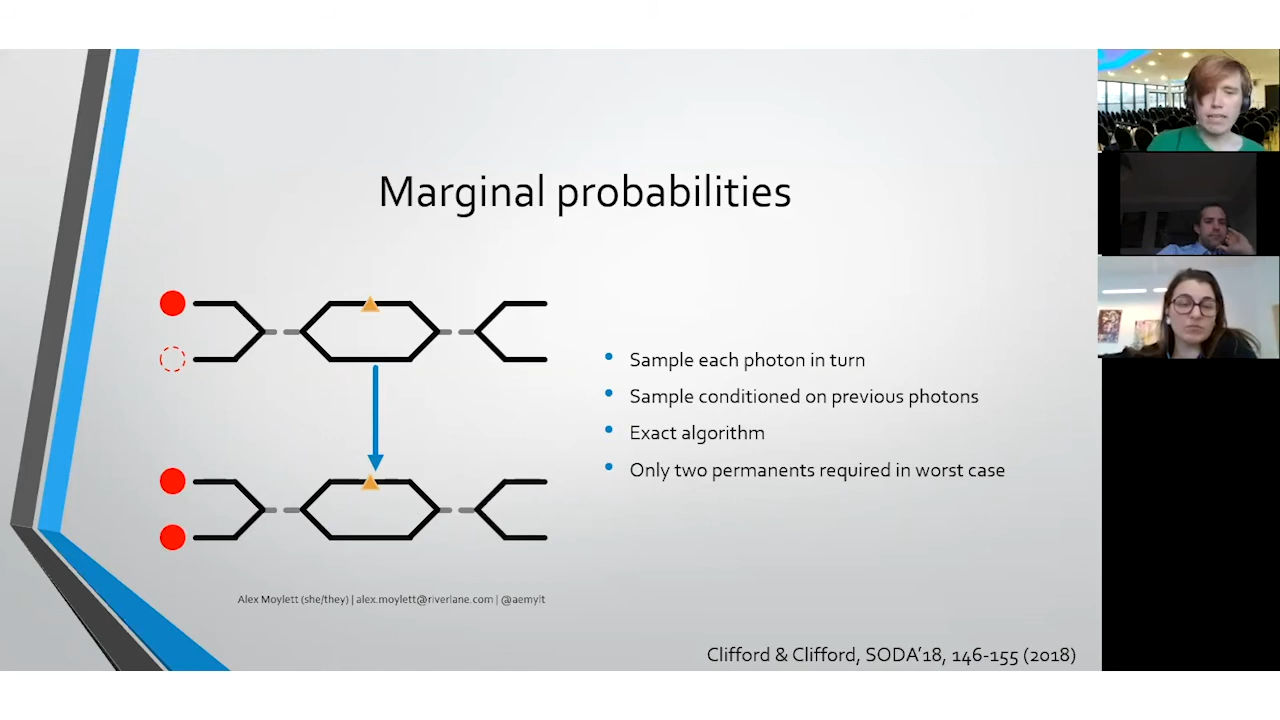 Marginal probabilities
Sample each photon in turn
Sample conditioned on previous photons
Exact algorithm
Only two permanents required in worst case
Alex Moylett (she/they) | alex.moylett@riverlane.com | @aemylt
Clifford & Clifford, SODA'18, 146-155 (2018)